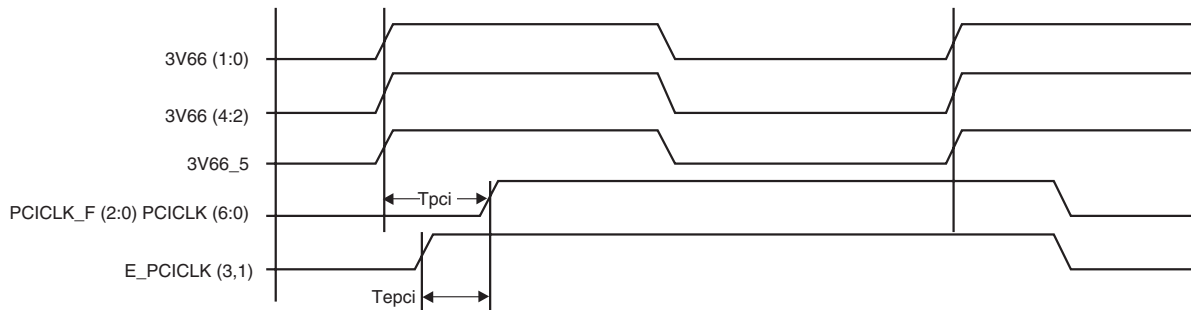 3V66 (1:0)
3V66 (4:2)
3V66_5
Tpci
PCICLK_F (2:0) PCICLK (6:0)
E_PCICLK (3,1)
Tepci